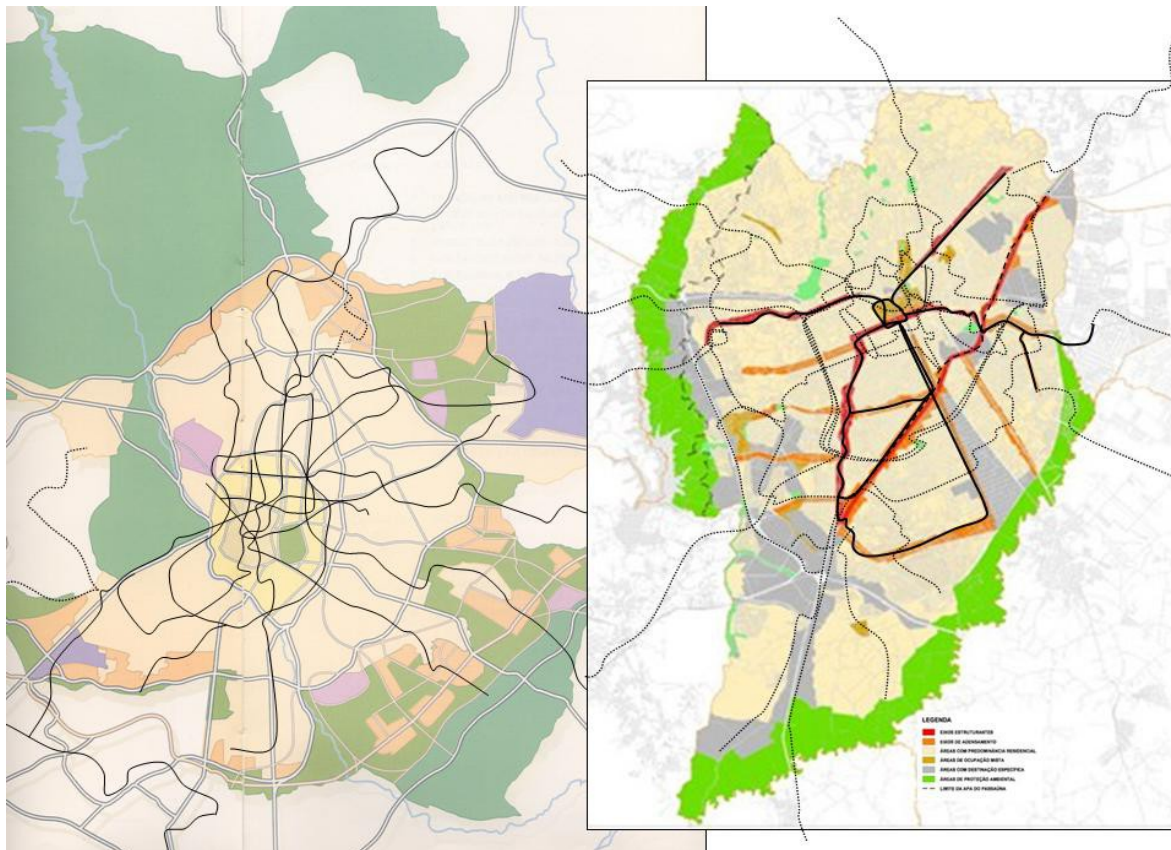 LEGENDA
EIXOS ESTRUTURANTES
EIXOS DE ADENSAMENTO
ÁREAS COM PREDOMINÂNCIA RESIDENCIAL
ÁREAS DE OCUPAÇÃO MISTA
ÁREAS COM DESTINAÇÃO ESPECÍFICA
ÁREAS DE PROTEÇÃO AMBIENTAL
LIMITE DA APA DO PASSAÚNA